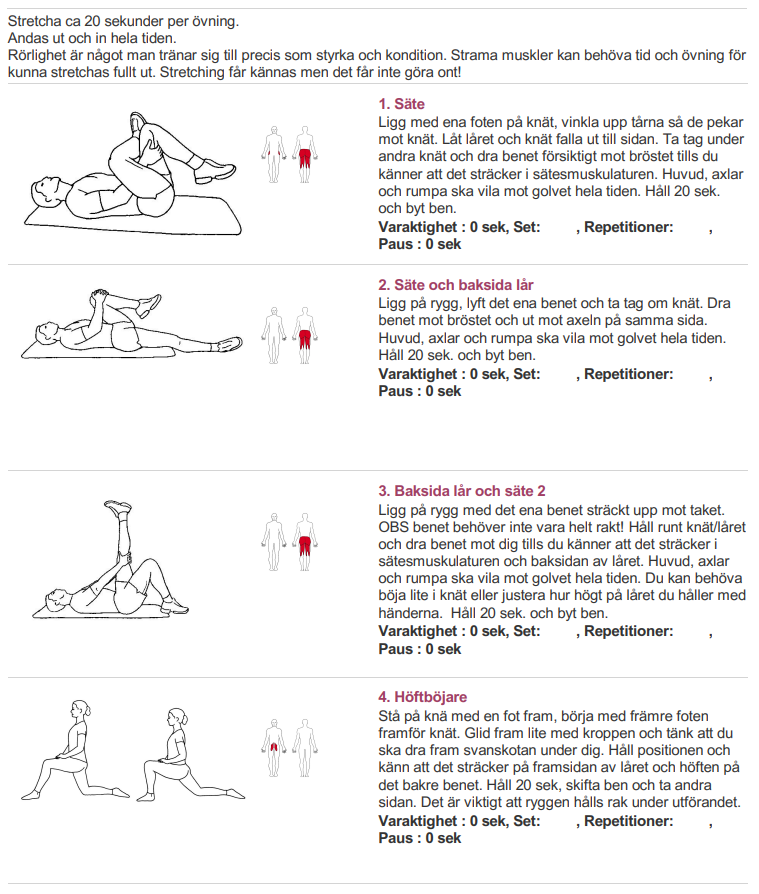 Stretcha ca 20 sekunder per övning.
Andas ut och in hela tiden.
Rörlighet är något man tränar sig till precis som styrka och kondition. Strama muskler kan behöva tid och övning för
kunna stretchas fullt ut. Stretching får kännas men det får inte göra ont!
1. Säte
Ligg med ena foten på knät, vinkla upp tårna så de pekar
mot knät. Låt låret och knät falla ut till sidan. Ta tag under
andra knät och dra benet försiktigt mot bröstet tills du
känner att det sträcker i sätesmuskulaturen. Huvud, axlar
och rumpa ska vila mot golvet hela tiden. Håll 20 sek.
och byt ben.
Varaktighet : 0 sek, Set: , Repetitioner: ,
Paus : 0 sek
2. Säte och baksida lår
Ligg på rygg, lyft det ena benet och ta tag om knät. Dra
benet mot bröstet och ut mot axeln på samma sida.
Huvud, axlar och rumpa ska vila mot golvet hela tiden.
Håll 20 sek. och byt ben.
Varaktighet : 0 sek, Set: , Repetitioner: ,
Paus : 0 sek
3. Baksida lår och säte 2
Ligg på rygg med det ena benet sträckt upp mot taket.
OBS benet behöver inte vara helt rakt! Håll runt knät/låret
och dra benet mot dig tills du känner att det sträcker i
sätesmuskulaturen och baksidan av låret. Huvud, axlar
och rumpa ska vila mot golvet hela tiden. Du kan behöva
böja lite i knät eller justera hur högt på låret du håller med
händerna. Håll 20 sek. och byt ben.
Varaktighet : 0 sek, Set: , Repetitioner: ,
Paus : 0 sek
4. Höftböjare
Stå på knä med en fot fram, börja med främre foten
framför knät. Glid fram lite med kroppen och tänk att du
ska dra fram svanskotan under dig. Håll positionen och
känn att det sträcker på framsidan av låret och höften på
det bakre benet. Håll 20 sek, skifta ben och ta andra
sidan. Det är viktigt att ryggen hålls rak under utförandet.
Varaktighet : 0 sek, Set: , Repetitioner: ,
Paus : 0 sek